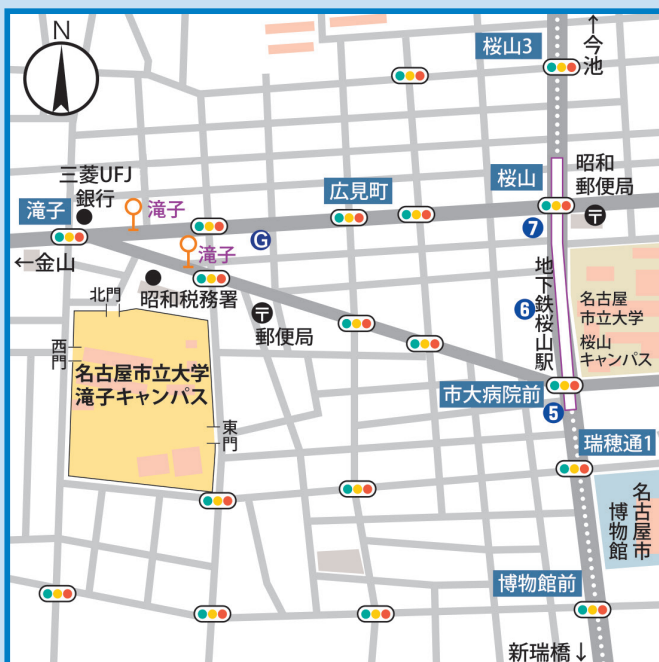 N
桜山3
↑今池
三菱UFJ
銀行
滝子
滝子
広見町
桜山
昭和
郵便局
〒
7
G
←金山
滝子
北門
昭和税務署
〒
郵便局
地下鉄桜山駅
6
名古屋
市立大学
桜山
キャンパス
西門
名古屋市立大学
滝子キャンパス
東門
市大病院前
5
瑞穂通1
名古屋市
博物館
博物館前
新瑞橋↓